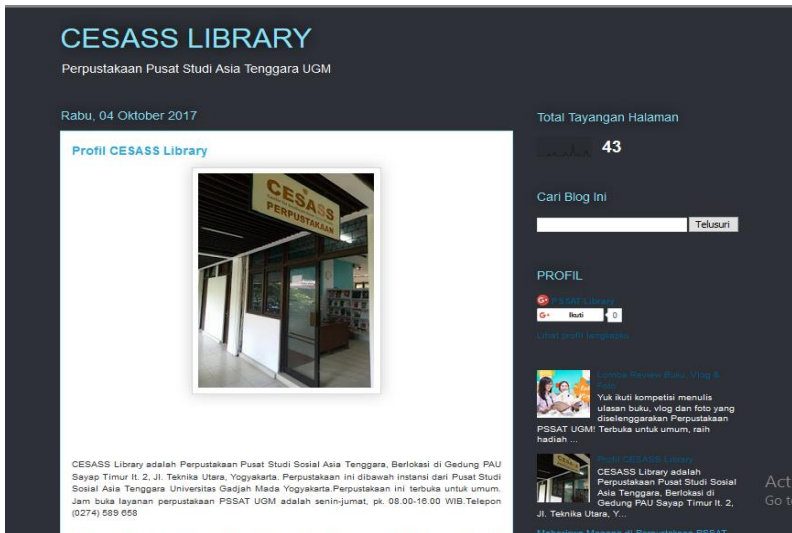 CESASS LIBRARY
Perpustakaan Pusat Studi Asia Tenggara UGM
Rabu, 04 Oktober 2017
Profil CESASS Library
CESASS
PERPUSTAKAAN
CESASS Library adalah Perpustakaan Pusat Studi Sosial Asia Tenggara, Berlokasi di Gedung PAU
Sayap Timur lt. 2, Jl. Teknika Utara, Yogyakarta. Perpustakaan ini dibawah instansi dari Pusat Studi
Sosial Asia Tenggara Universitas Gadjah Mada Yogyakarta.Perpustakaan ini terbuka untuk umum.
Jam buka layanan perpustakaan PSSAT UGM adalah senin-jumat, pk. 08.00-16.00 WIB.Telepon
(0274) 589 658
Total Tayangan Halaman
43
Cari Blog Ini
Telusuri
PROFIL
G+ PSSAT Library
G+ Ikuti 0
Lihat profil lengkapku
Lomba Review Buku, Vlog &
Foto
Yuk ikuti kompetisi menulis
ulasan buku, vlog dan foto yang
diselenggarakan Perpustakaan
PSSAT UGM! Terbuka untuk umum, raih
hadiah ...
Profil CESASS Library
CESASS Library adalah
Perpustakaan Pusat Studi Sosial
Asia Tenggara, Berlokasi di
Gedung PAU Sayap Timur lt. 2,
Jl. Teknika Utara, Y...
Mahasiswa Magang di Perpustakaan PSSAT
Act
Go to